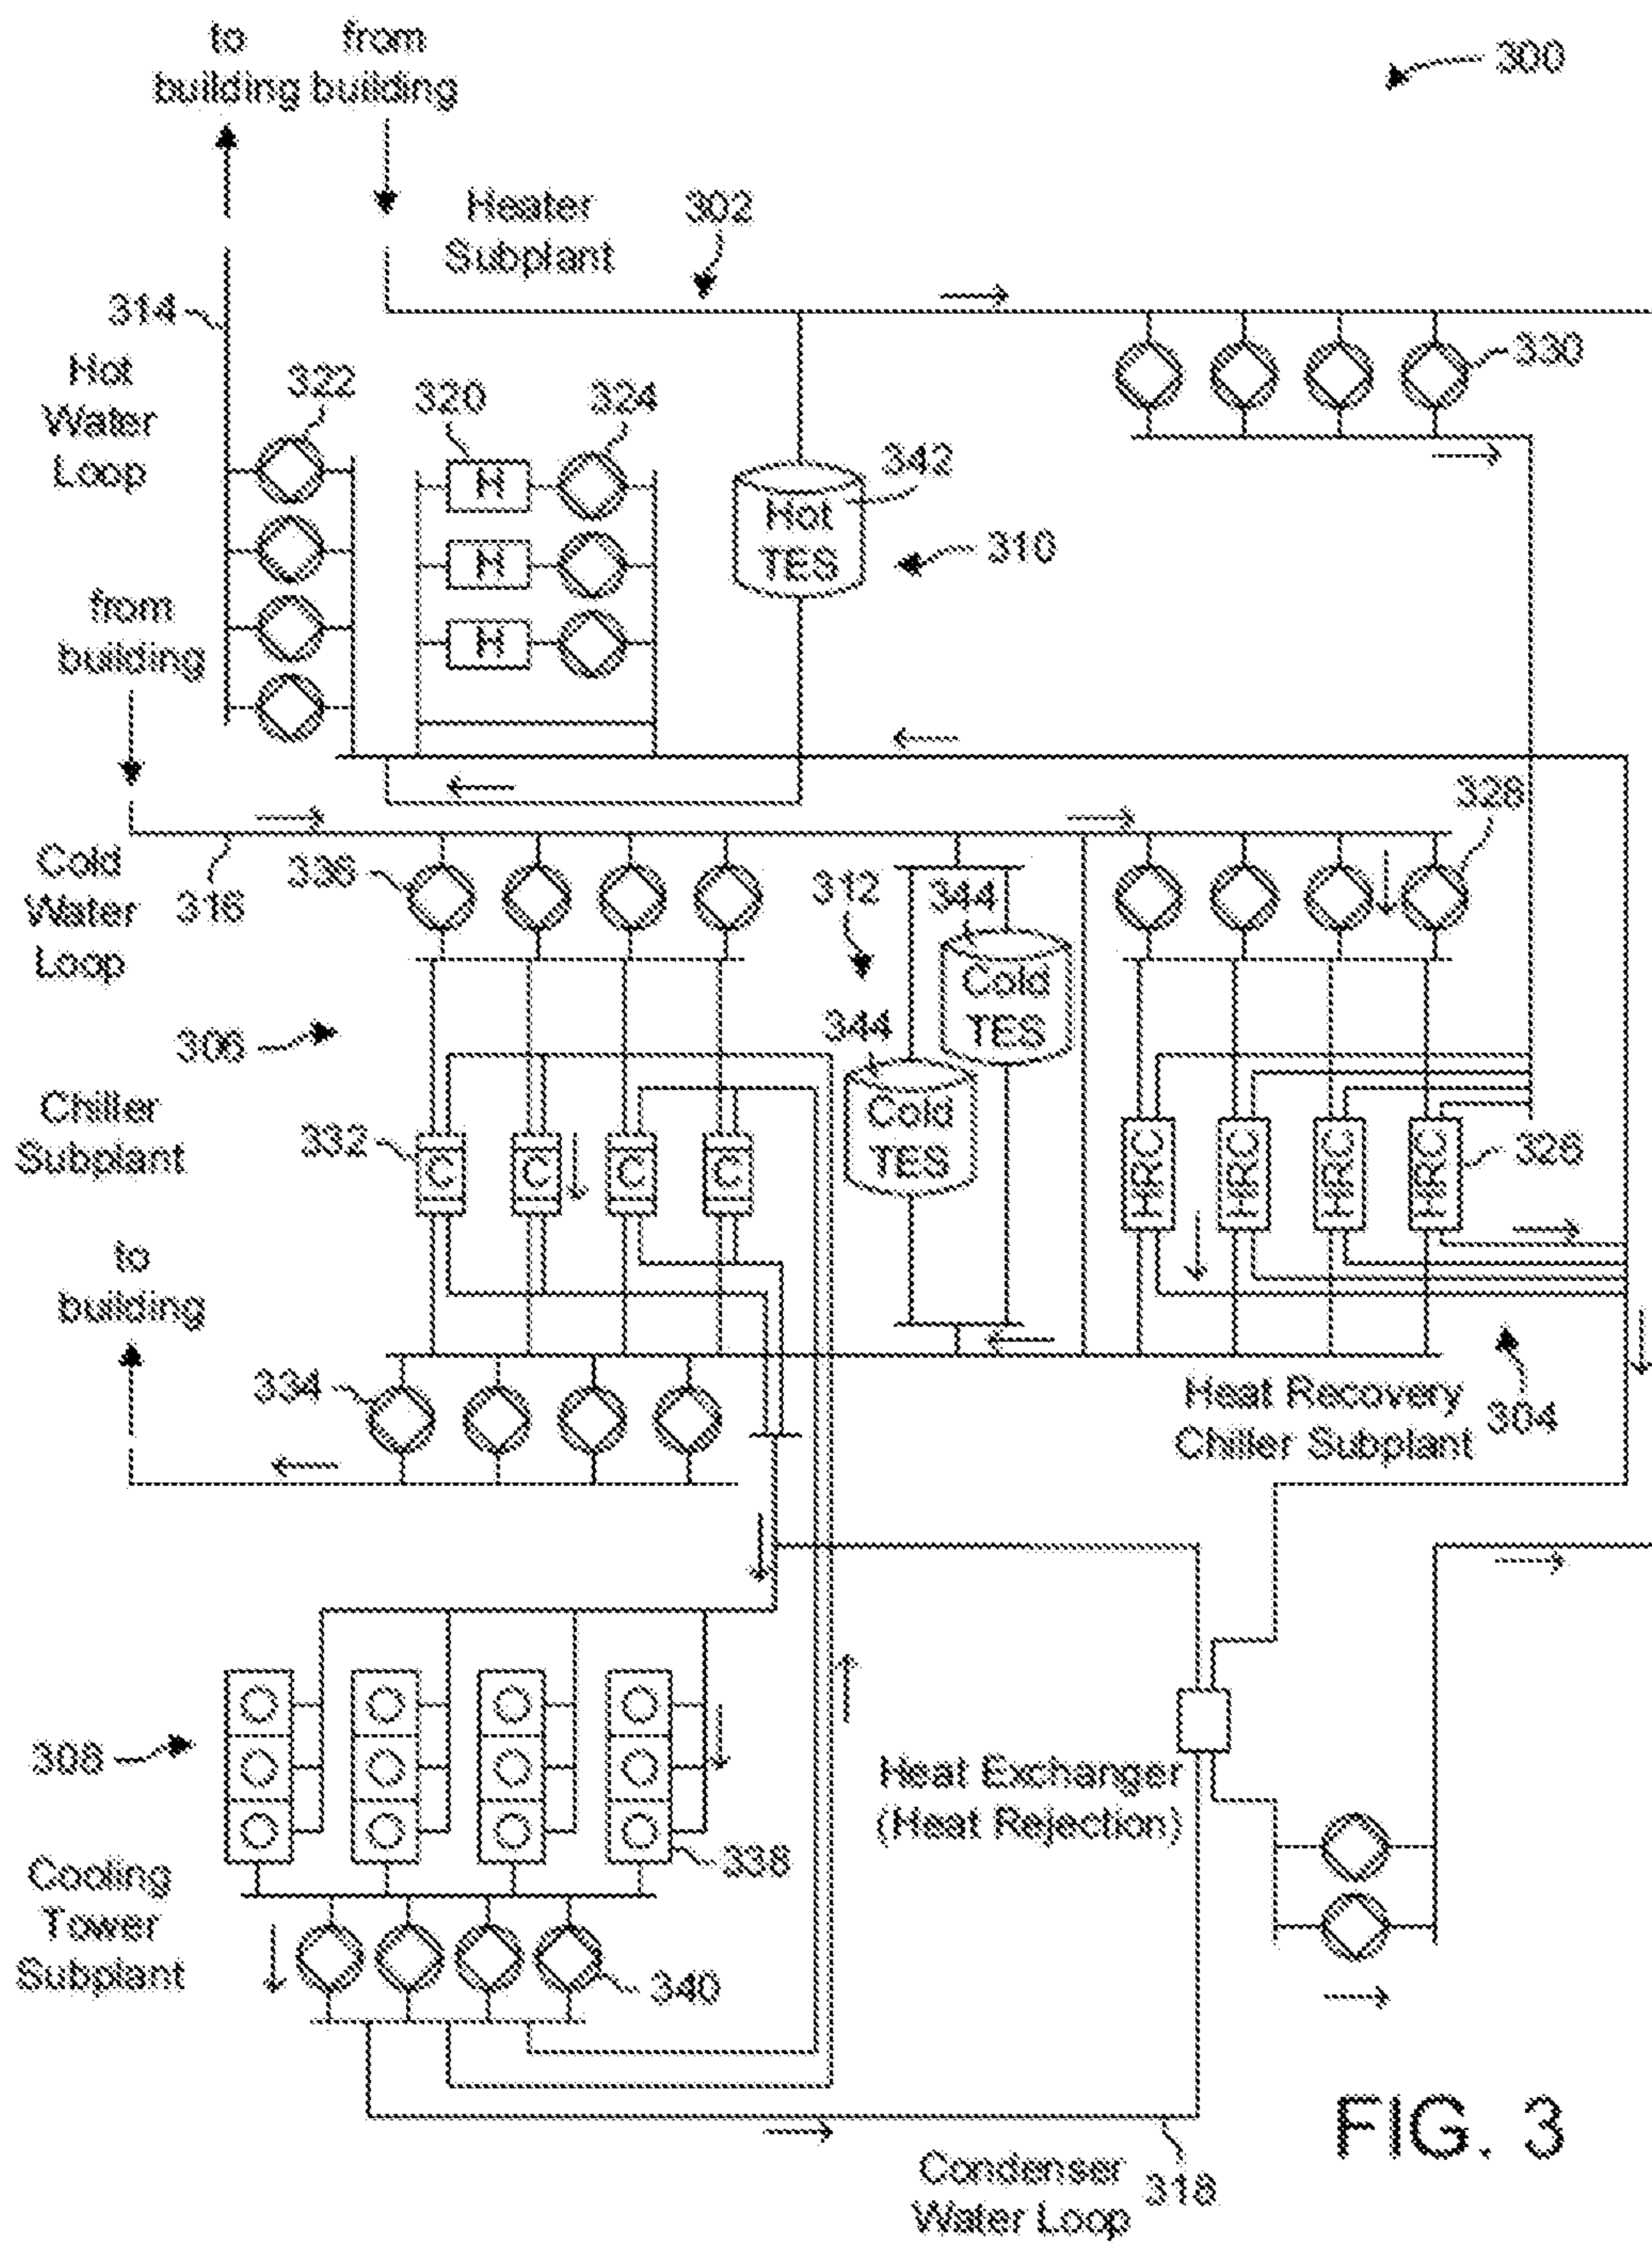 to from
building building
300
Heater
Subplant
302
314
Hot
Water
Loop
322
320
324
330
H
H
H
Hot
TES
342
310
from
building
328
Cold
Water
Loop
316
336
312
344
Cold
TES
344
Cold
TES
306
Chiller
Subplant
332
C
C
C
C
HRC
HRC
HRC
HRC
326
to
building
334
Heat Recovery
Chiller Subplant
304
308
Cooling
Tower
Subplant
338
340
Heat Exchanger
(Heat Rejection)
Condenser
Water Loop
318
FIG. 3